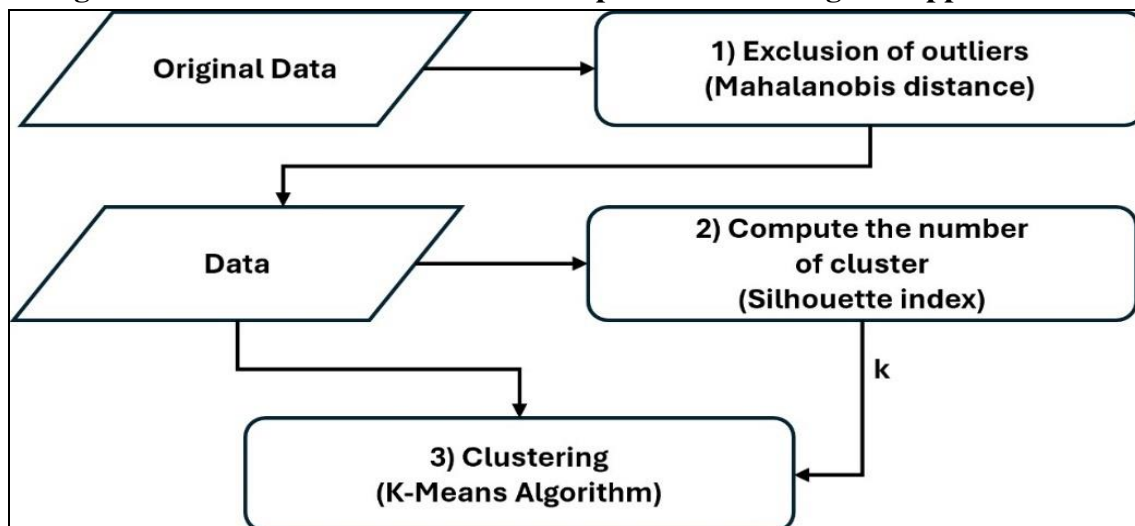 Original Data
1) Exclusion of outliers
(Mahalanobis distance)
Data
2) Compute the number
of cluster
(Silhouette index)
k
3) Clustering
(K-Means Algorithm)